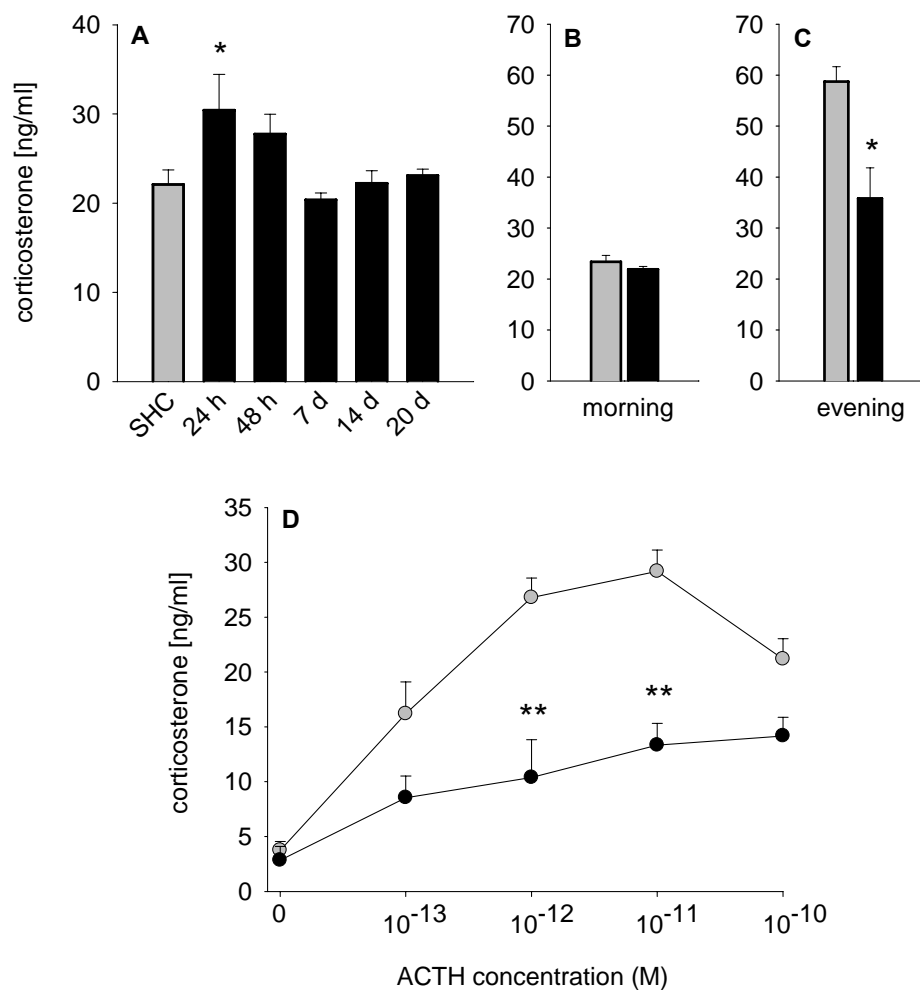 A
*
corticosterone [ng/ml]
40
30
20
10
0
SHC 24 h 48 h 7 d 14 d 20 d
B
70
60
50
40
30
20
10
0
morning
C
70
60
50
40
30
20
10
0
*
evening
D
corticosterone [ng/ml]
35
30
25
20
15
10
5
0
** **
0 10-13 10-12 10-11 10-10
ACTH concentration (M)